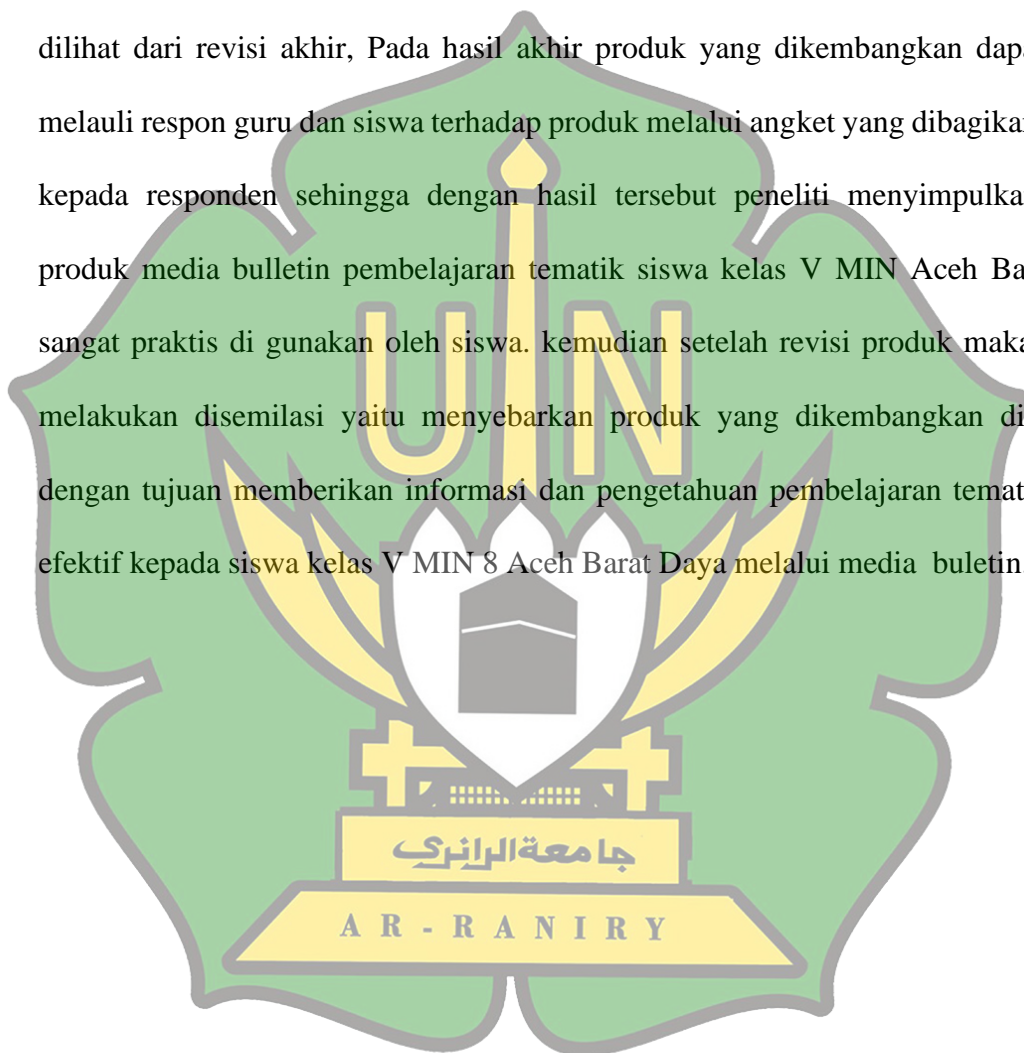 dilihat dari revisi akhir, Pada hasil akhir produk yang dikembangkan dapa
melauli respon guru dan siswa terhadap produk melalui angket yang dibagika
kepada responden sehingga dengan hasil tersebut peneliti menyimpulka
produk media bulletin pembelajaran tematik siswa kelas V MIN Aceh Ba
sangat praktis di gunakan oleh siswa. kemudian setelah revisi produk maka
melakukan disemilasi yaitu menyebarkan produk yang dikembangkan di
dengan tujuan memberikan informasi dan pengetahuan pembelajaran temat
efektif kepada siswa kelas V MIN 8 Aceh Barat Daya melalui media buletin.
UIN
جامعة الرانري
AR-RANIRY